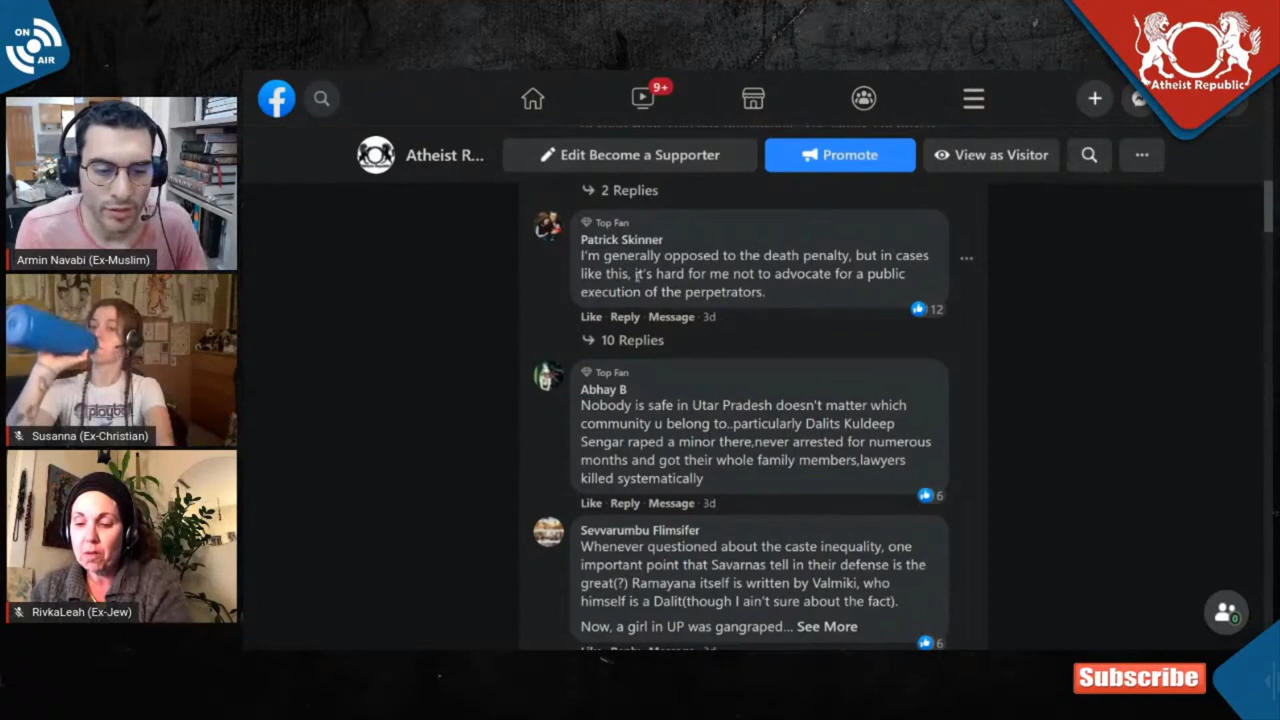 ON
AIR
Atheist Republic
9+
Atheist R...
Edit Become a Supporter
Promote
View as Visitor
2 Replies
Top Fan
Patrick Skinner
I'm generally opposed to the death penalty, but in cases
like this, it's hard for me not to advocate for a public
execution of the perpetrators.
12
Like Reply Message · 3d
10 Replies
Top Fan
Abhay B
Nobody is safe in Utar Pradesh doesn't matter which
community u belong to..particularly Dalits Kuldeep
Sengar raped a minor there,never arrested for numerous
months and got their whole family members,lawyers
killed systematically
6
Like Reply Message · 3d
Sevvarumbu Flimsifer
Whenever questioned about the caste inequality, one
important point that Savarnas tell in their defense is the
great(?) Ramayana itself is written by Valmiki, who
himself is a Dalit(though I ain't sure about the fact).
Now, a girl in UP was gangraped... See More
6
Armin Navabi (Ex-Muslim)
Susanna (Ex-Christian)
RivkaLeah (Ex-Jew)
0
Subscribe